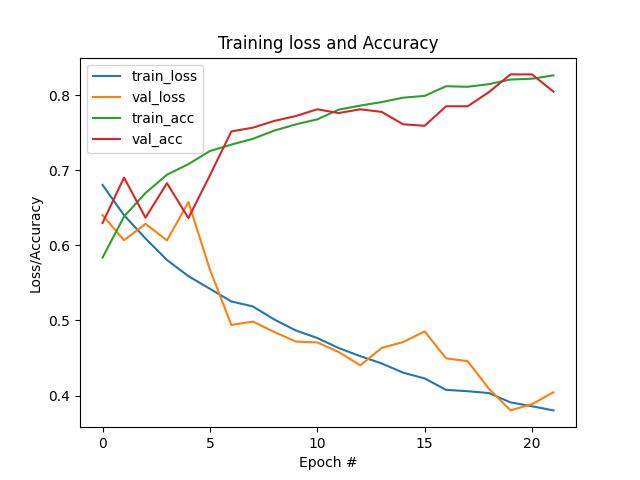 Training loss and Accuracy
train_loss
val_loss
train_acc
val_acc
0.8
0.7
0.6
0.5
0.4
Loss/Accuracy
0 5 10 15 20
Epoch #